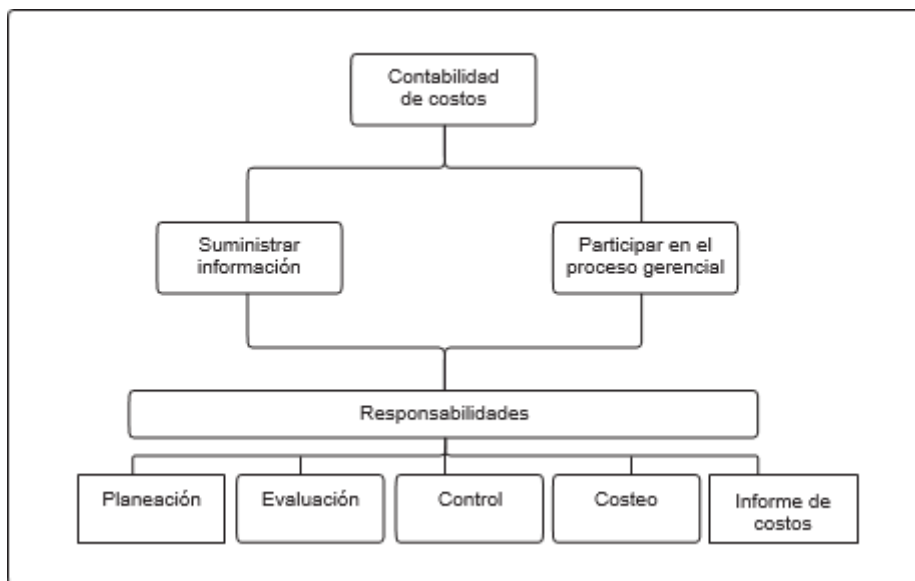 Contabilidad
de costos
Suministrar
información
Participar en el
proceso gerencial
Responsabilidades
Planeación
Evaluación
Control
Costeo
Informe de
costos